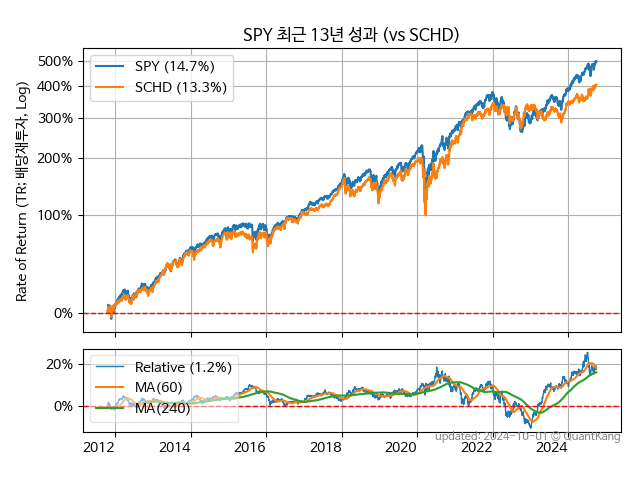 SPY 최근 13년 성과 (vs SCHD)
Rate of Return (TR: 배당재투자, Log)
500%
400%
300%
200%
100%
0%
SPY (14.7%)
SCHD (13.3%)
20%
0%
Relative (1.2%)
MA(60)
MA(240)
2012 2014 2016 2018 2020 2022 2024
updated: 2024-10-01 © QuantKang